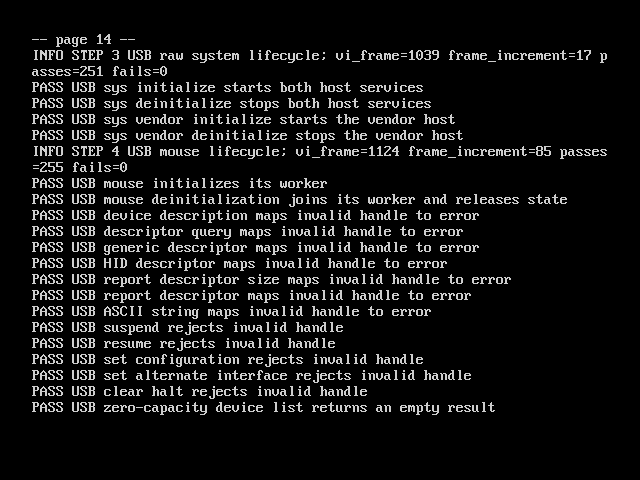 -- page 14 --
INFO STEP 3 USB raw system lifecycle; vi_frame=1039 frame_increment=17 p
asses=251 fails=0
PASS USB sys initialize starts both host services
PASS USB sys deinitialize stops both host services
PASS USB sys vendor initialize starts the vendor host
PASS USB sys vendor deinitialize stops the vendor host
INFO STEP 4 USB mouse lifecycle; vi_frame=1124 frame_increment=85 passes
=255 fails=0
PASS USB mouse initializes its worker
PASS USB mouse deinitialization joins its worker and releases state
PASS USB device description maps invalid handle to error
PASS USB descriptor query maps invalid handle to error
PASS USB generic descriptor maps invalid handle to error
PASS USB HID descriptor maps invalid handle to error
PASS USB report descriptor size maps invalid handle to error
PASS USB report descriptor maps invalid handle to error
PASS USB ASCII string maps invalid handle to error
PASS USB suspend rejects invalid handle
PASS USB resume rejects invalid handle
PASS USB set configuration rejects invalid handle
PASS USB set alternate interface rejects invalid handle
PASS USB clear halt rejects invalid handle
PASS USB zero-capacity device list returns an empty result